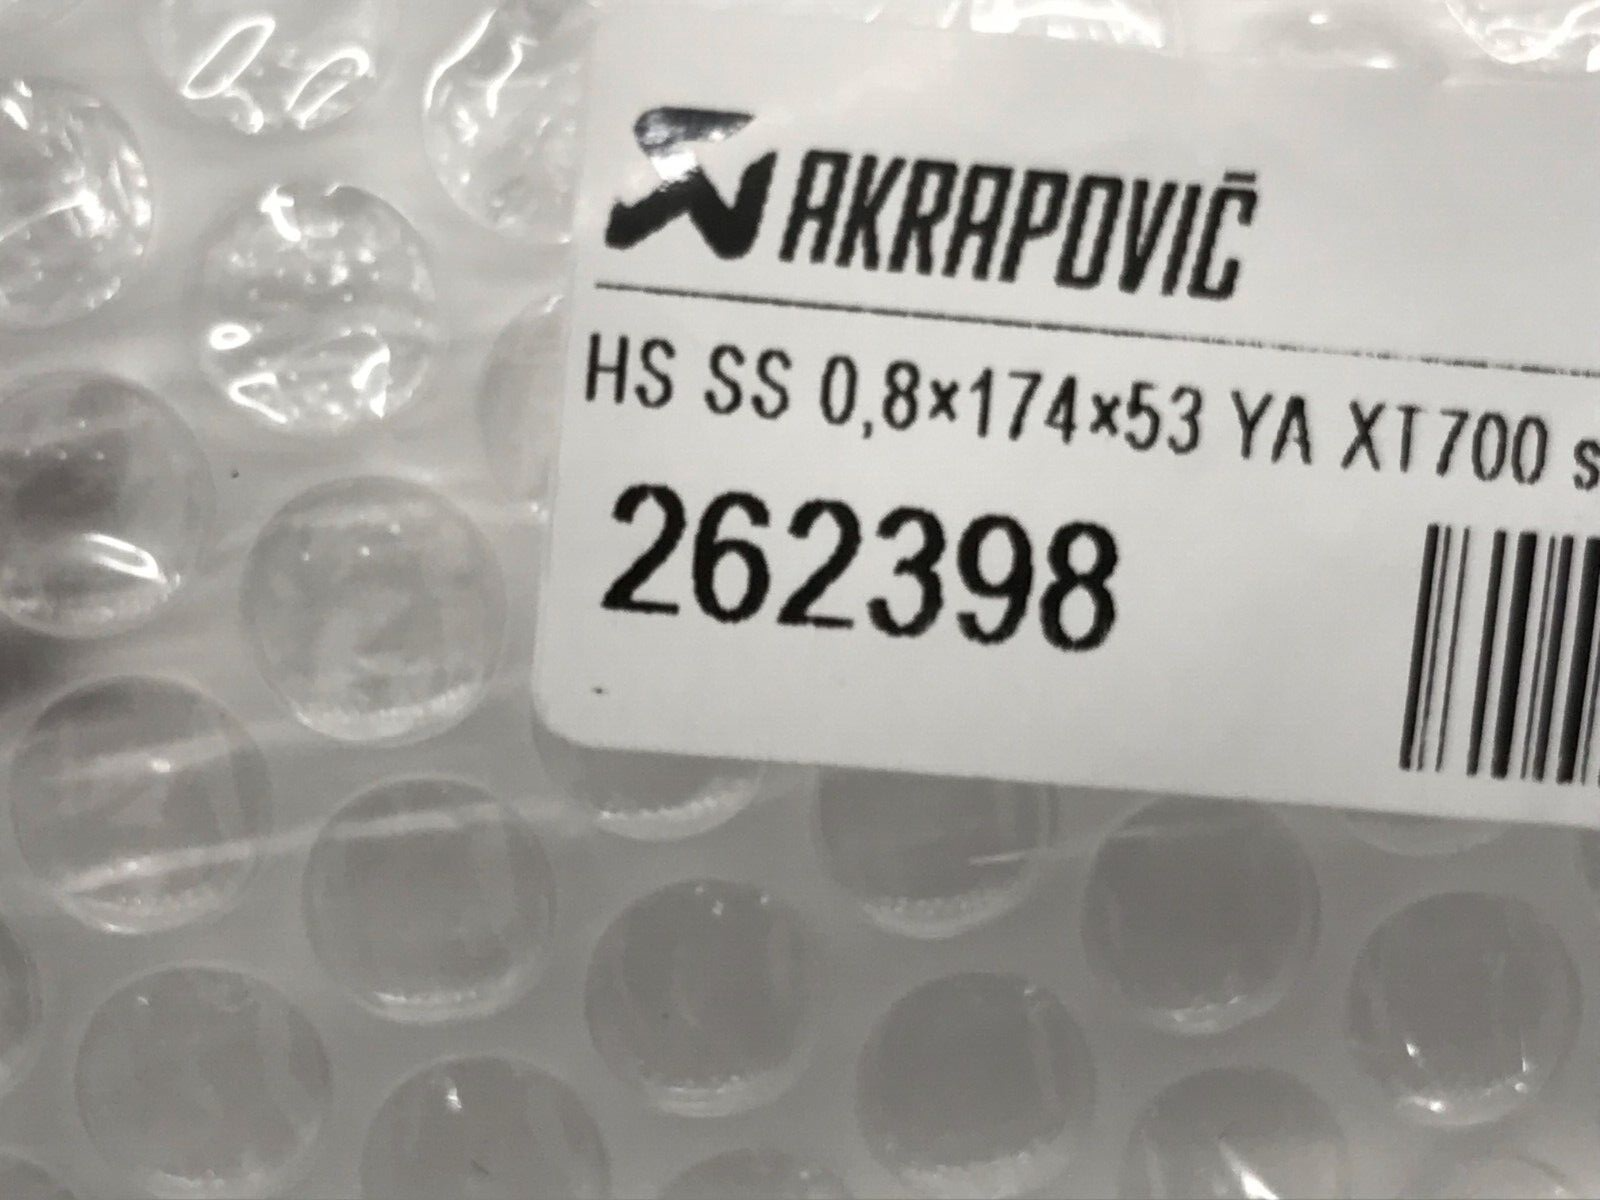 AKRAPOVIČ
HS SS 0,8×174×53 YA XT700 s
262398